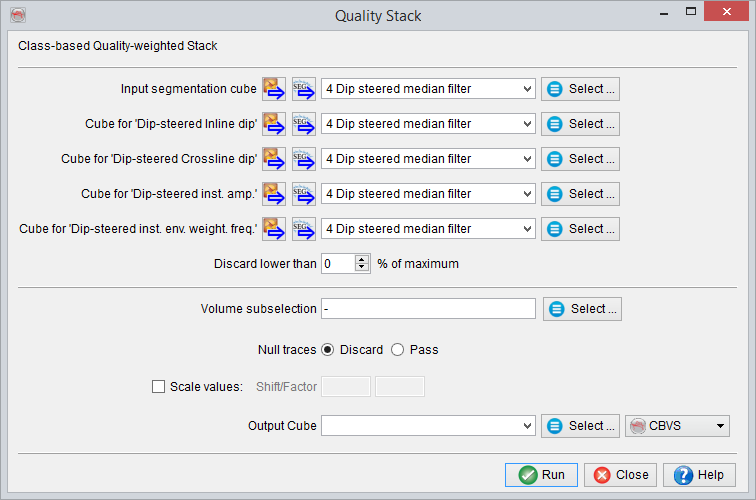 Quality Stack
Class-based Quality-weighted Stack
Input segmentation cube SEG 4 Dip steered median filter Select ...
Cube for 'Dip-steered Inline dip' SEG 4 Dip steered median filter Select ...
Cube for 'Dip-steered Crossline dip' SEG 4 Dip steered median filter Select ...
Cube for 'Dip-steered inst. amp.' SEG 4 Dip steered median filter Select ...
Cube for 'Dip-steered inst. env. weight. freq.' SEG 4 Dip steered median filter Select ...
Discard lower than 0 % of maximum
Volume subselection - Select ...
Null traces Discard Pass
Scale values: Shift/Factor
Output Cube Select ... CBVS
Run Close ? Help